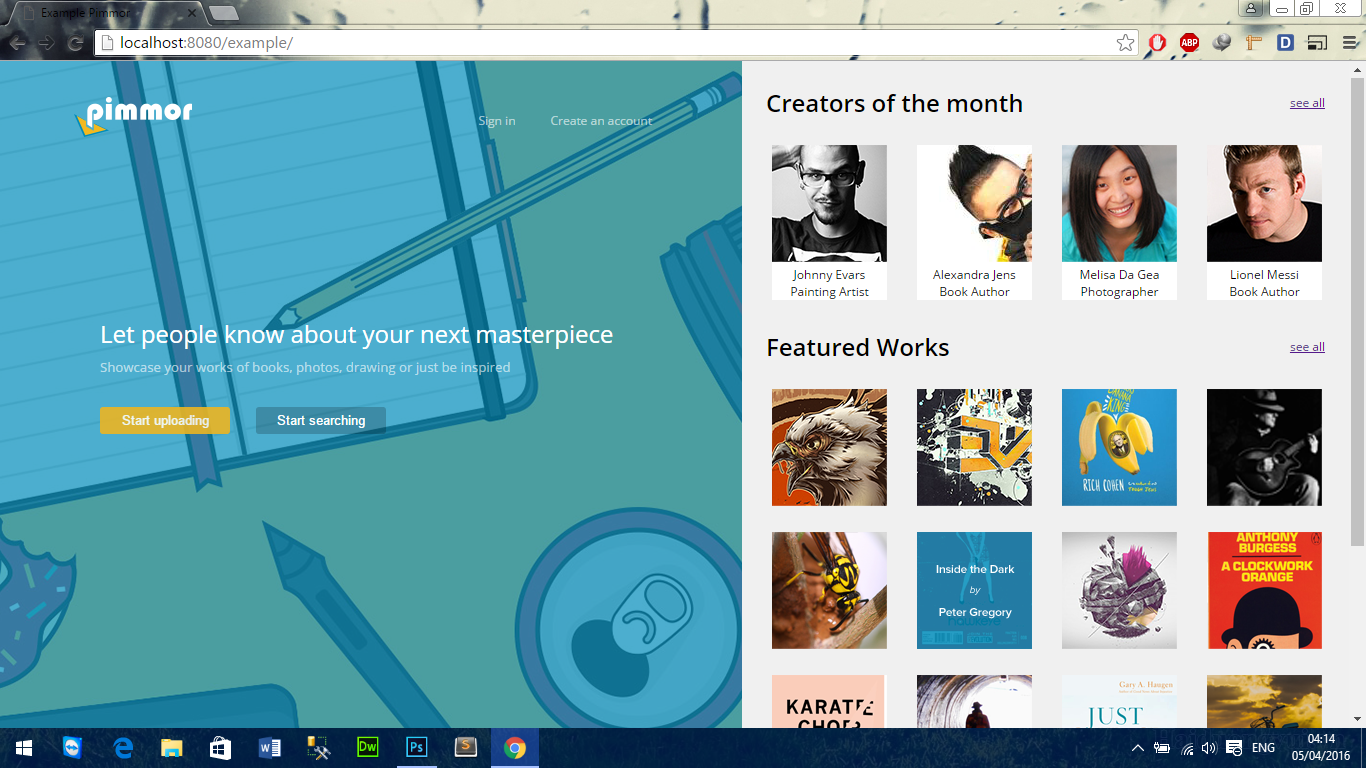 Example Pimmor
localhost:8080/example/
ABP
D
pimmor
Sign in
Create an account
Let people know about your next masterpiece
Showcase your works of books, photos, drawing or just be inspired
Start uploading
Start searching
Creators of the month
see all
Johnny Evars
Painting Artist
Alexandra Jens
Book Author
Melisa Da Gea
Photographer
Lionel Messi
Book Author
Featured Works
see all
KING
RICH COHEN
Inside the Dark
by
Peter Gregory
ANTHONY
BURGESS
A CLOCKWORK
ORANGE
KARATE
CHOP
Gary A. Haugen
JUST
Dw
Ps
ENG
04:14
05/04/2016